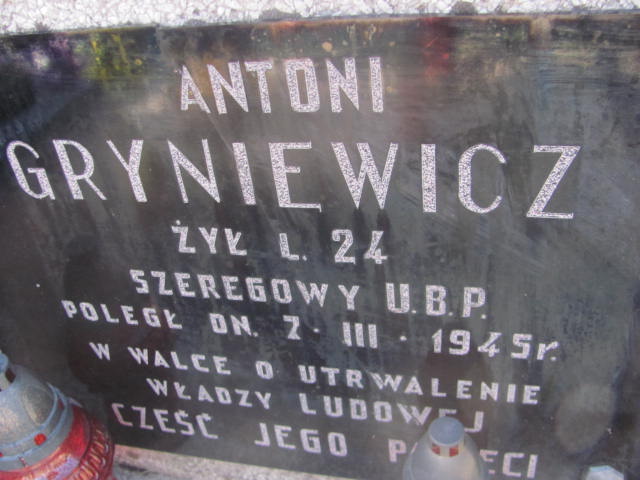 ANTONI
GRYNIEWICZ
ŻYŁ L. 24
SZEREGOWY U.B.P.
POLEGŁ DN. 7. III. 1945r.
W WALCE O UTRWALENIE
WŁADZY LUDOWEJ
CZEŚĆ JEGO